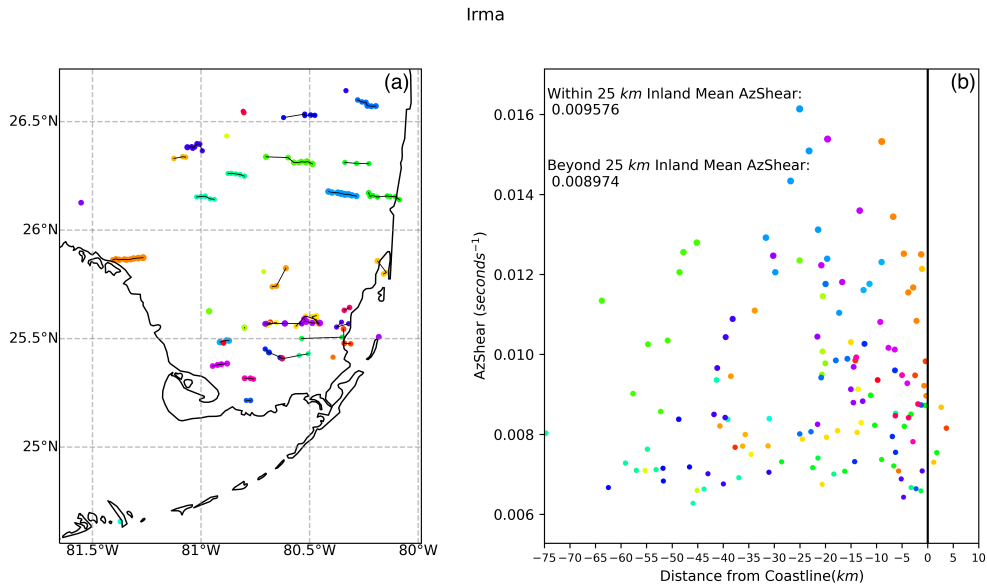 Irma
(a)
26.5°N
26°N
25.5°N
25°N
81.5°W 81°W 80.5°W 80°W
(b)
Within 25 km Inland Mean AzShear:
0.009576
Beyond 25 km Inland Mean AzShear:
0.008974
AzShear (seconds⁻¹)
0.016
0.014
0.012
0.010
0.008
0.006
−75 −70 −65 −60 −55 −50 −45 −40 −35 −30 −25 −20 −15 −10 −5 0 5 10
Distance from Coastline(km)